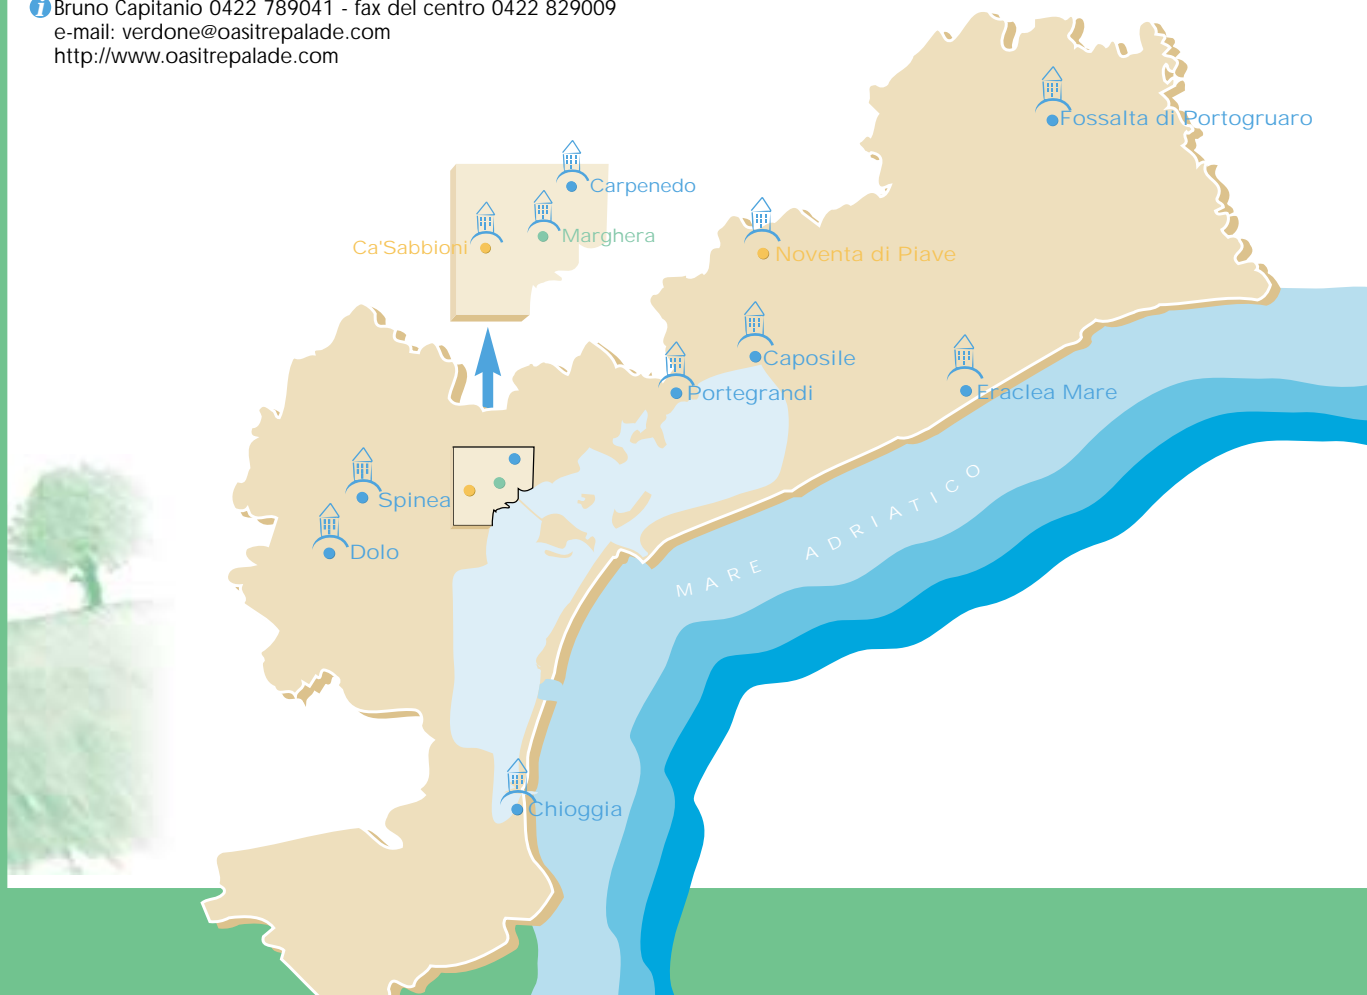 i Bruno Capitanio 0422 789041 - fax del centro 0422 829009
e-mail: verdone@oasitrepalade.com
http://www.oasitrepalade.com
Fossalta di Portogruaro
Carpenedo
Marghera
Ca'Sabbioni
Noventa di Piave
Caposile
Portegrandi
Eraclea Mare
Spinea
Dolo
MARE ADRIATICO
Chioggia